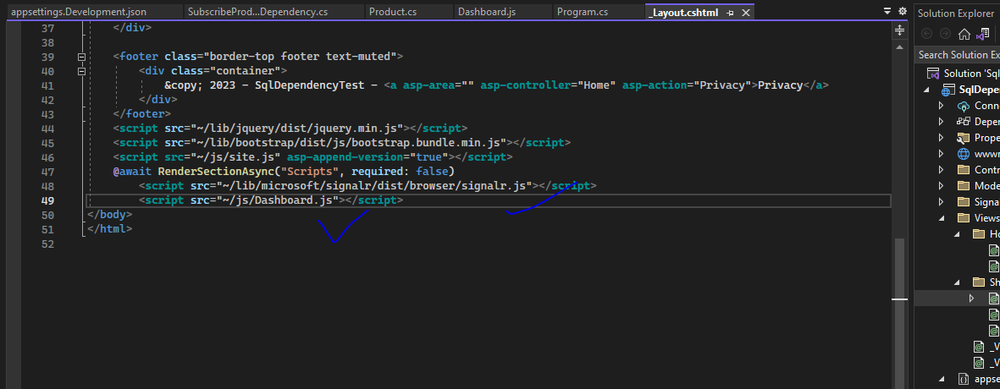 appsettings.Development.json SubscribeProd...Dependency.cs Product.cs Dashboard.js Program.cs _Layout.cshtml
Solution Explorer
Search Solution Ex
37 </div>
38
39 <footer class="border-top footer text-muted">
40 <div class="container">
41 &copy; 2023 - SqlDependencyTest - <a asp-area="" asp-controller="Home" asp-action="Privacy">Privacy</a>
42 </div>
43 </footer>
44 <script src="~/lib/jquery/dist/jquery.min.js"></script>
45 <script src="~/lib/bootstrap/dist/js/bootstrap.bundle.min.js"></script>
46 <script src="~/js/site.js" asp-append-version="true"></script>
47 @await RenderSectionAsync("Scripts", required: false)
48 <script src="~/lib/microsoft/signalr/dist/browser/signalr.js"></script>
49 <script src="~/js/Dashboard.js"></script>
50 </body>
51 </html>
52
Solution 'Sql
SqlDepe
Conne
Depen
Prope
wwwr
Contr
Mode
Signa
Views
Ho
Sh
_V
_V
appse